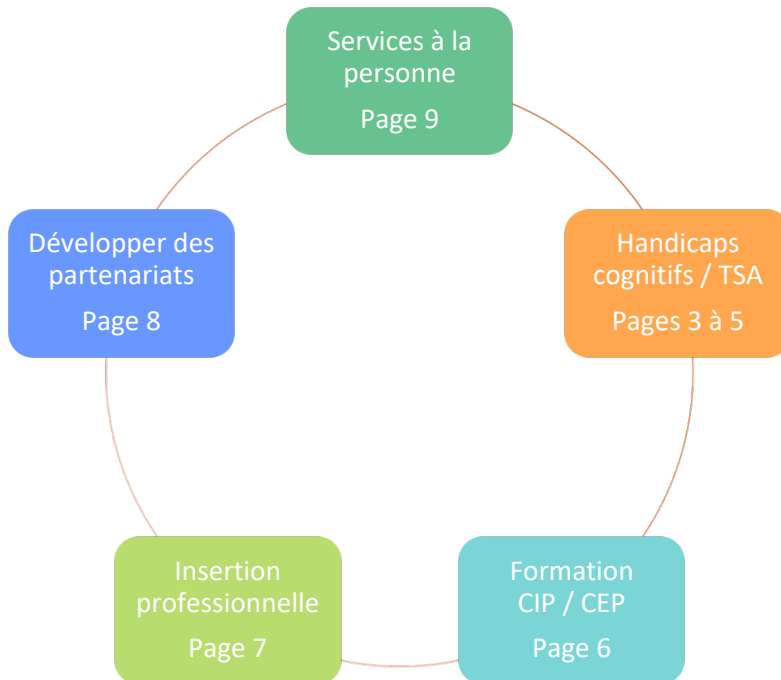 Services à la
personne
Page 9
Handicaps
cognitifs / TSA
Pages 3 à 5
Formation
CIP / CEP
Page 6
Insertion
professionnelle
Page 7
Développer des
partenariats
Page 8